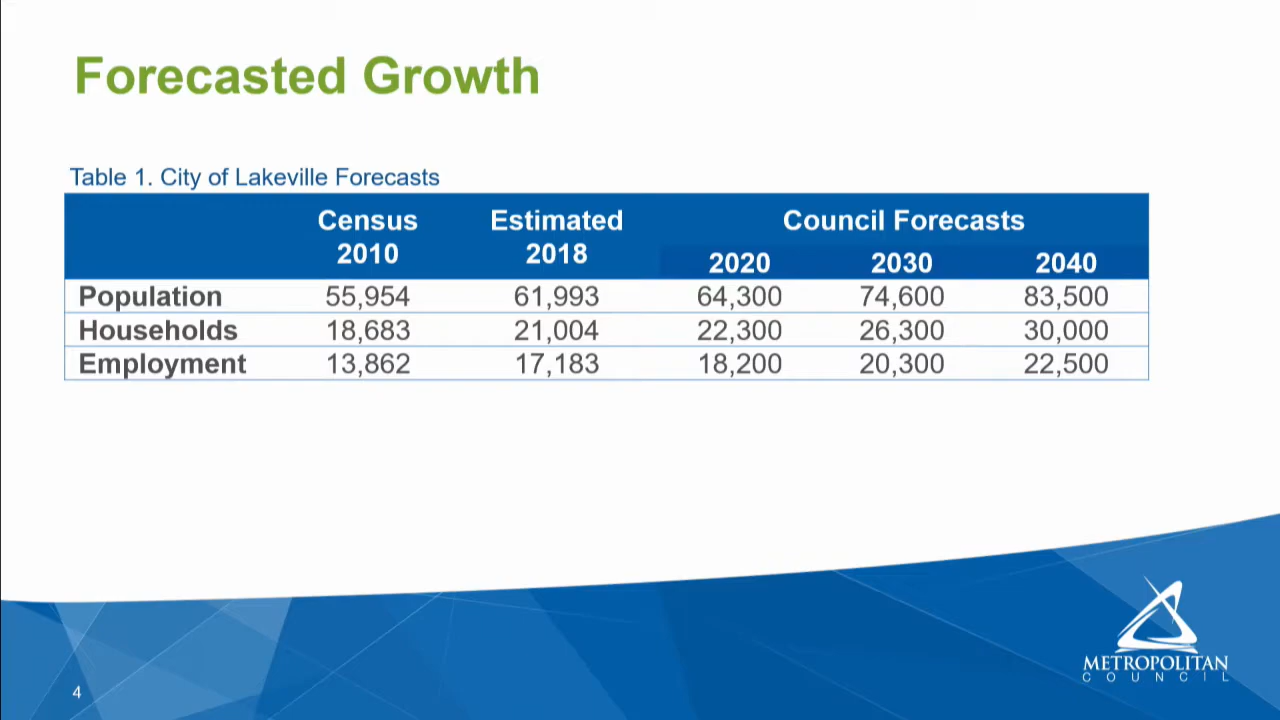 Forecasted Growth
Table 1. City of Lakeville Forecasts
Census 2010 Estimated 2018 Council Forecasts
2020 2030 2040
Population 55,954 61,993 64,300 74,600 83,500
Households 18,683 21,004 22,300 26,300 30,000
Employment 13,862 17,183 18,200 20,300 22,500
METROPOLITAN
COUNCIL
4